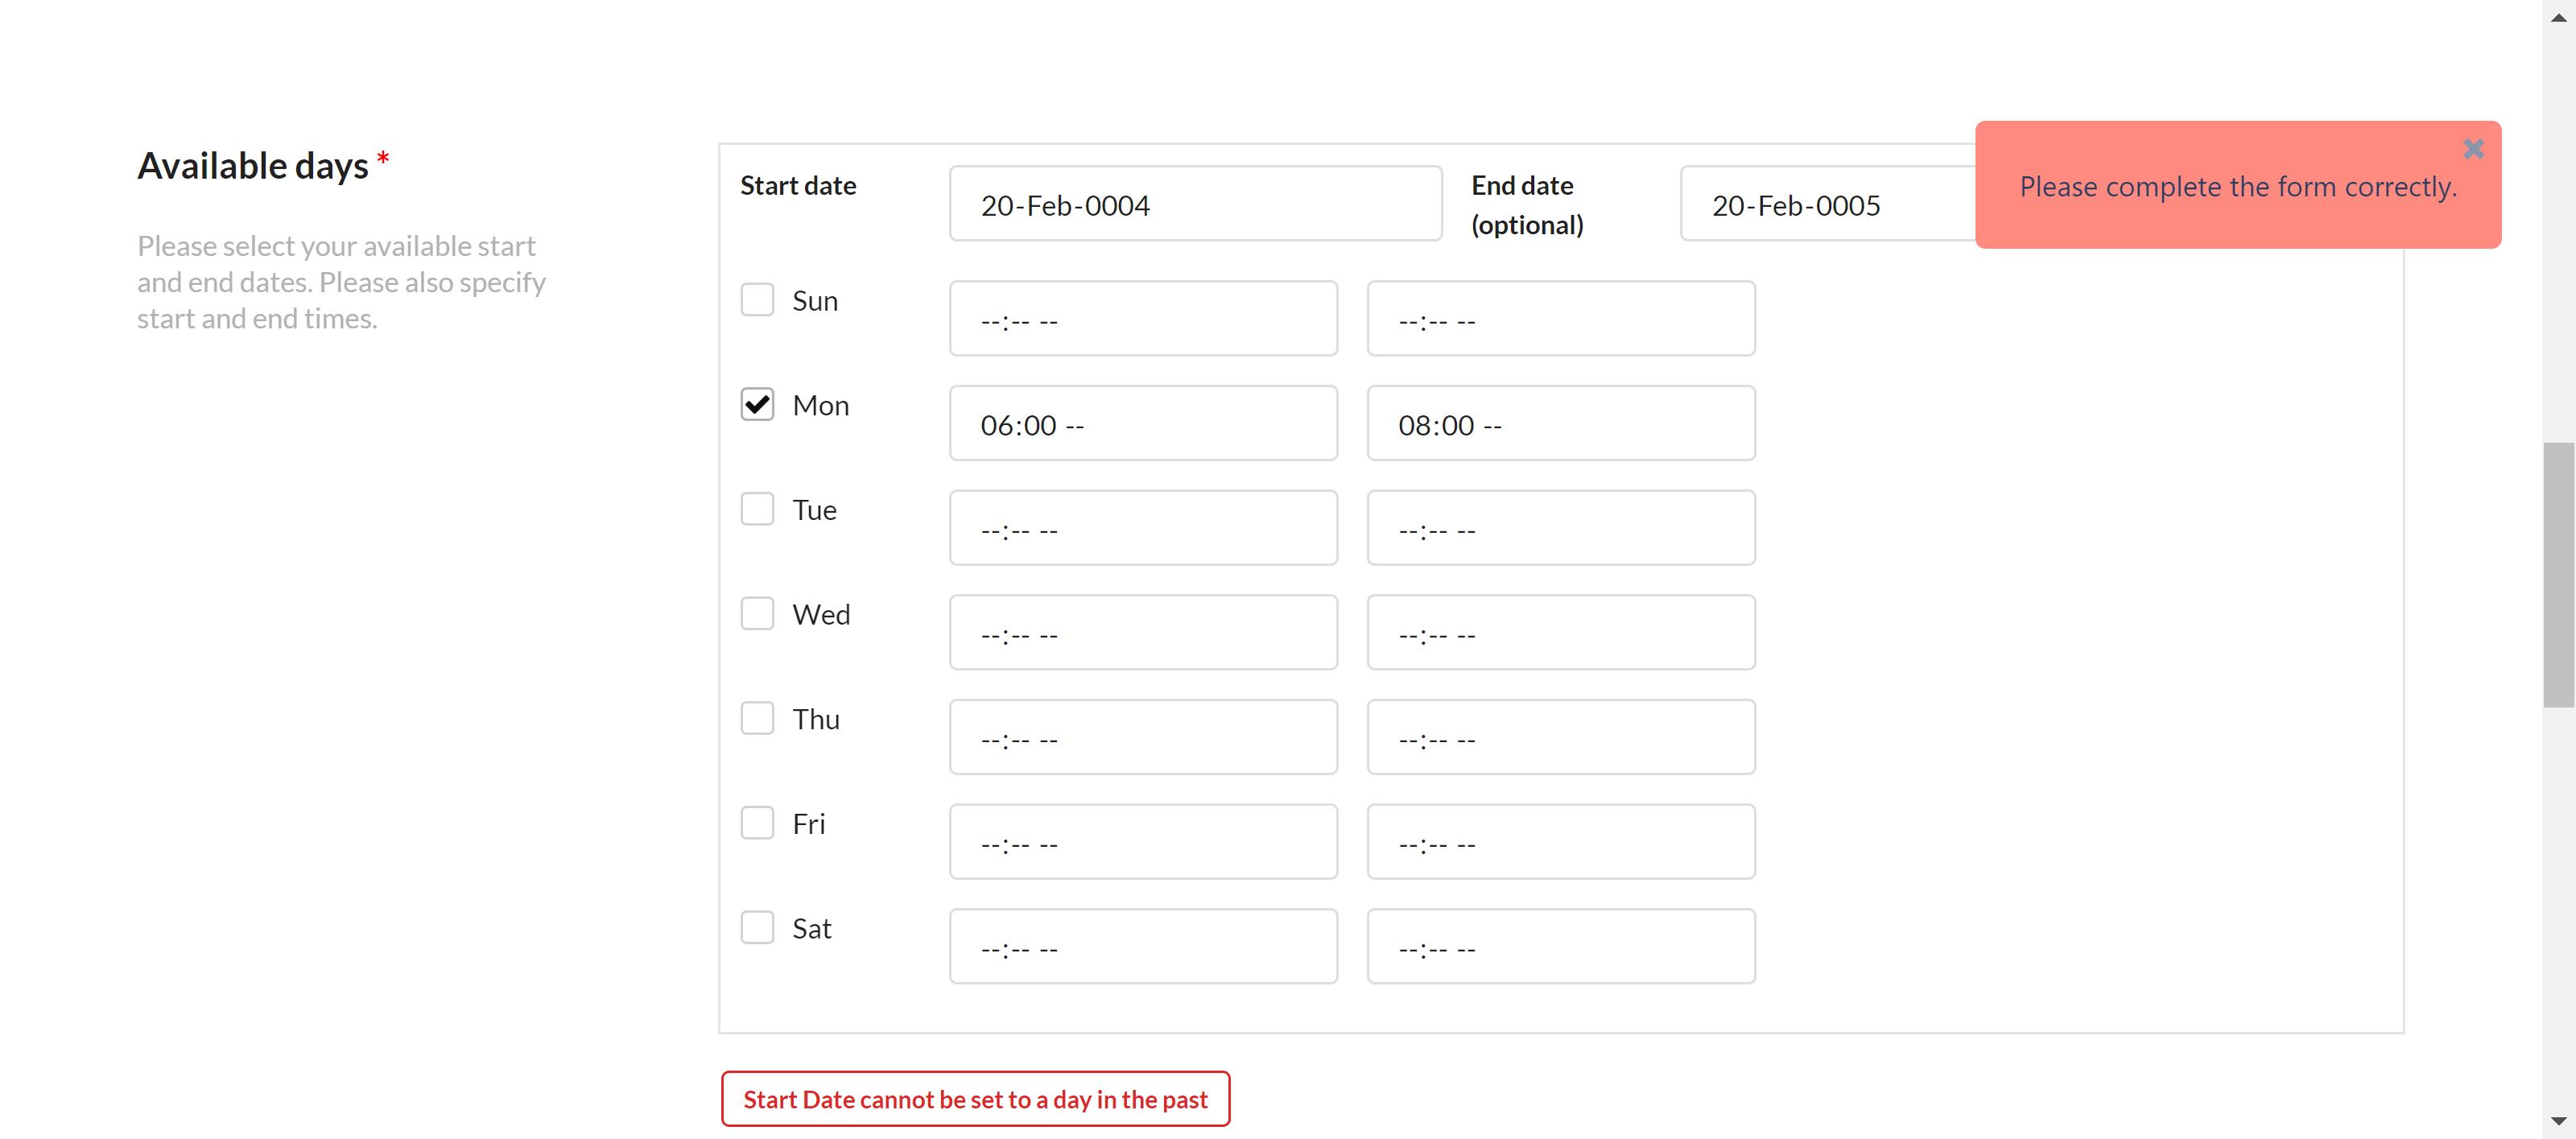 Available days *
Please select your available start
and end dates. Please also specify
start and end times.
Start date
20-Feb-0004
End date
(optional)
20-Feb-0005
Please complete the form correctly.
Sun
--:-- --
--:-- --
Mon
06:00 --
08:00 --
Tue
--:-- --
--:-- --
Wed
--:-- --
--:-- --
Thu
--:-- --
--:-- --
Fri
--:-- --
--:-- --
Sat
--:-- --
--:-- --
Start Date cannot be set to a day in the past